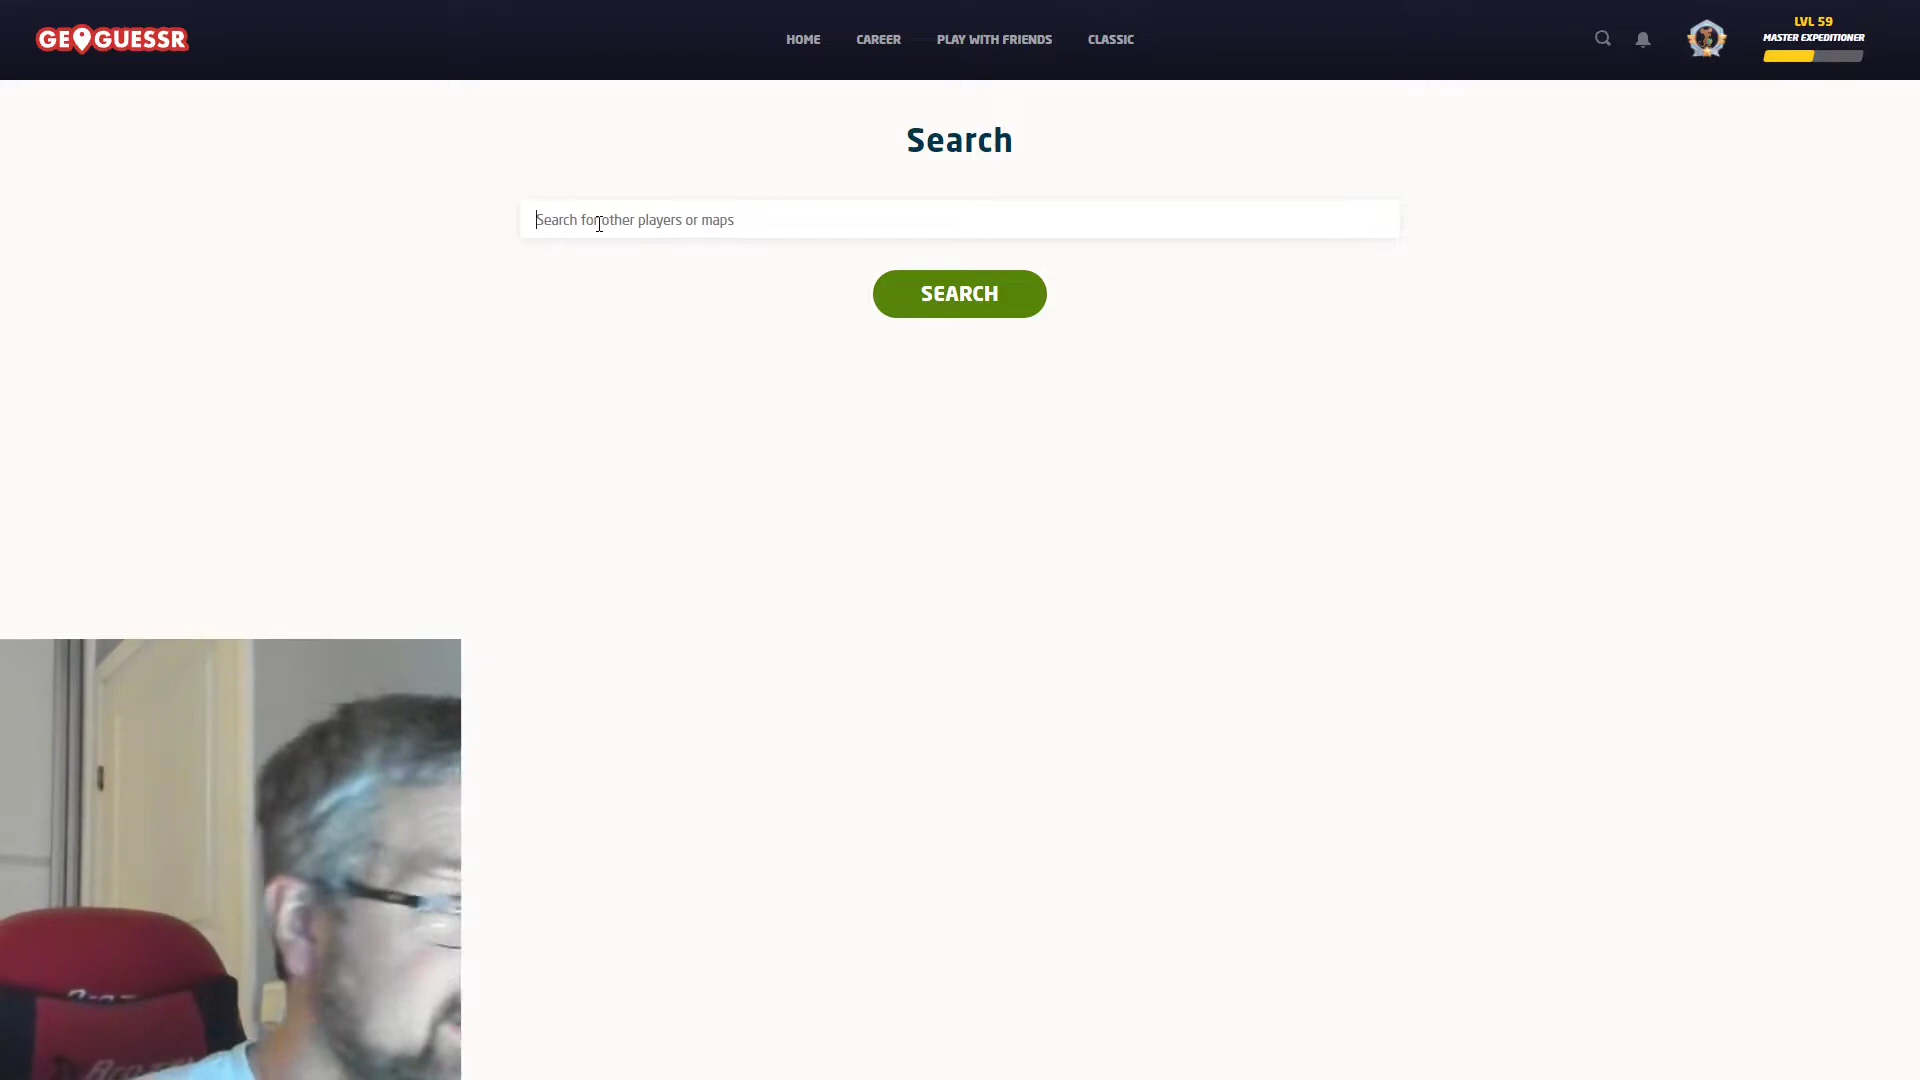 GEOGUESSR
HOME CAREER PLAY WITH FRIENDS CLASSIC
LVL 59
MASTER EXPEDITIONER
Search
Search for other players or maps
SEARCH